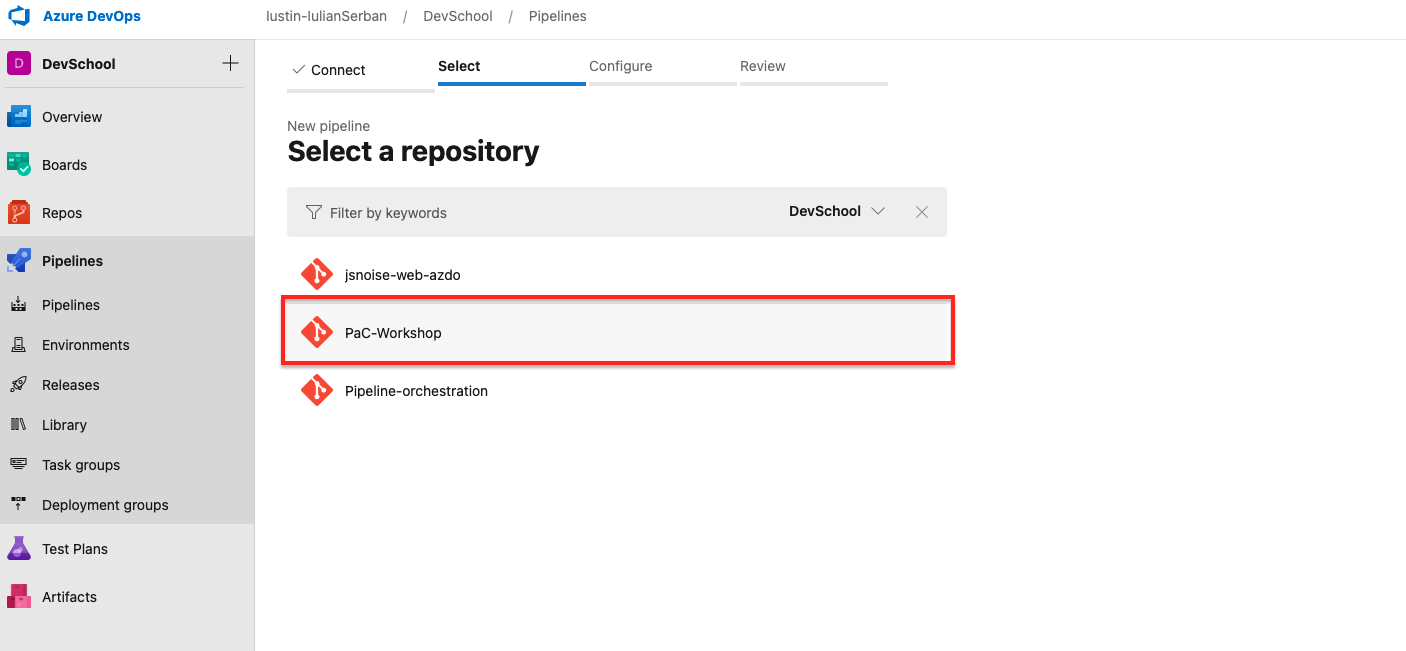 Azure DevOps
Iustin-IulianSerban / DevSchool / Pipelines
D DevSchool
Connect
Select
Configure
Review
New pipeline
Select a repository
Filter by keywords
DevSchool
jsnoise-web-azdo
PaC-Workshop
Pipeline-orchestration
Overview
Boards
Repos
Pipelines
Pipelines
Environments
Releases
Library
Task groups
Deployment groups
Test Plans
Artifacts